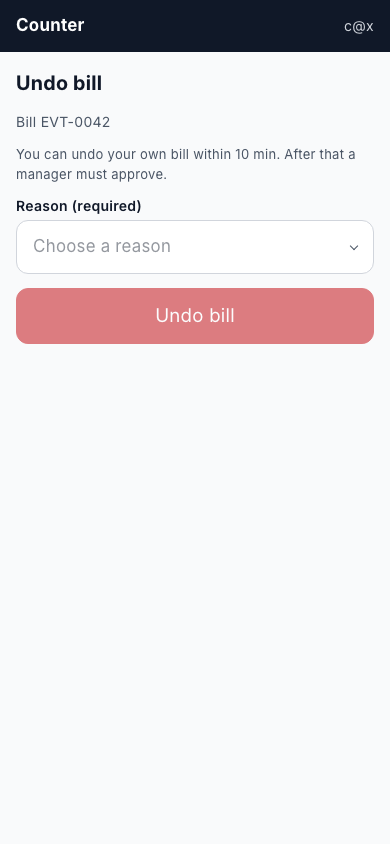 Counter
c@x
Undo bill
Bill EVT-0042
You can undo your own bill within 10 min. After that a
manager must approve.
Reason (required)
Choose a reason
Undo bill